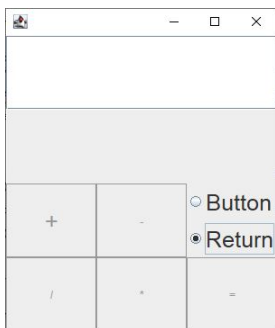 + -
Button
Return
/ * =